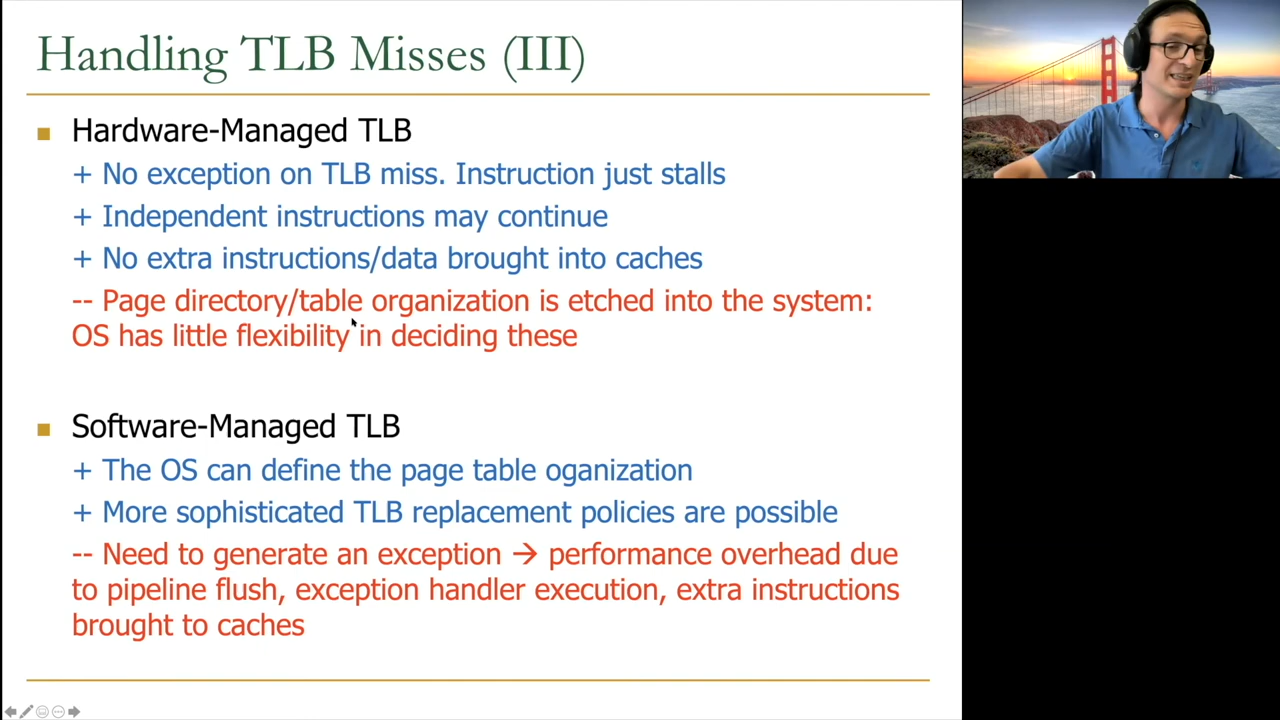 Handling TLB Misses (III)
Hardware-Managed TLB
+ No exception on TLB miss. Instruction just stalls
+ Independent instructions may continue
+ No extra instructions/data brought into caches
-- Page directory/table organization is etched into the system:
OS has little flexibility in deciding these
Software-Managed TLB
+ The OS can define the page table oganization
+ More sophisticated TLB replacement policies are possible
-- Need to generate an exception → performance overhead due
to pipeline flush, exception handler execution, extra instructions
brought to caches